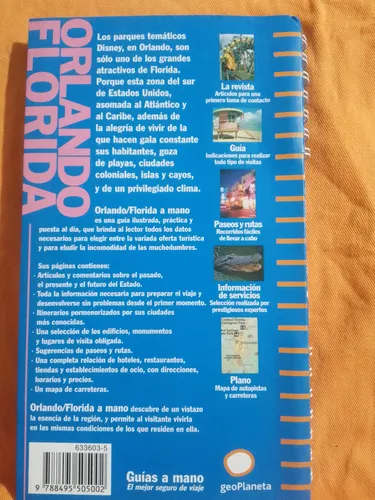 ORLANDO
FLORIDA
Los parques temáticos
Disney, en Orlando, son
sólo uno de los grandes
atractivos de Florida.
Porque esta zona del sur
de Estados Unidos,
asomada al Atlántico y
al Caribe, además de
la alegría de vivir de la
que hacen gala constante
sus habitantes, goza
de playas, ciudades
coloniales, islas y cayos,
y de un privilegiado clima.
Orlando/Florida a mano
es una guía ilustrada, práctica y
puesta al día, que brinda al lector todos los datos
necesarios para elegir entre la variada oferta turística
y para eludir la incomodidad de las muchedumbres.
Sus páginas contienen:
- Artículos y comentarios sobre el pasado,
el presente y el futuro del Estado.
- Toda la información necesaria para preparar el viaje y
desenvolverse sin problemas desde el primer momento.
- Itinerarios pormenorizados por sus ciudades
más conocidas.
- Una selección de los edificios, monumentos
y lugares de visita obligada.
- Sugerencias de paseos y rutas.
- Una completa relación de hoteles, restaurantes,
tiendas y establecimientos de ocio, con direcciones,
horarios y precios.
- Un mapa de carreteras.
Orlando/Florida a mano descubre de un vistazo
la esencia de la región, y permite al visitante vivirla
en las mismas condiciones de los que residen en ella.
La revista
Artículos para una
primera toma de contacto
Guía
Indicaciones para realizar
todo tipo de visitas
Paseos y rutas
Recorridos fáciles
de llevar a cabo
Información
de servicios
Selección realizada por
prestigiosos expertos
Plano
Mapa de autopistas
y carreteras
633603-5
9 788495 505002
Guías a mano
El mejor seguro de viaje
geoPlaneta